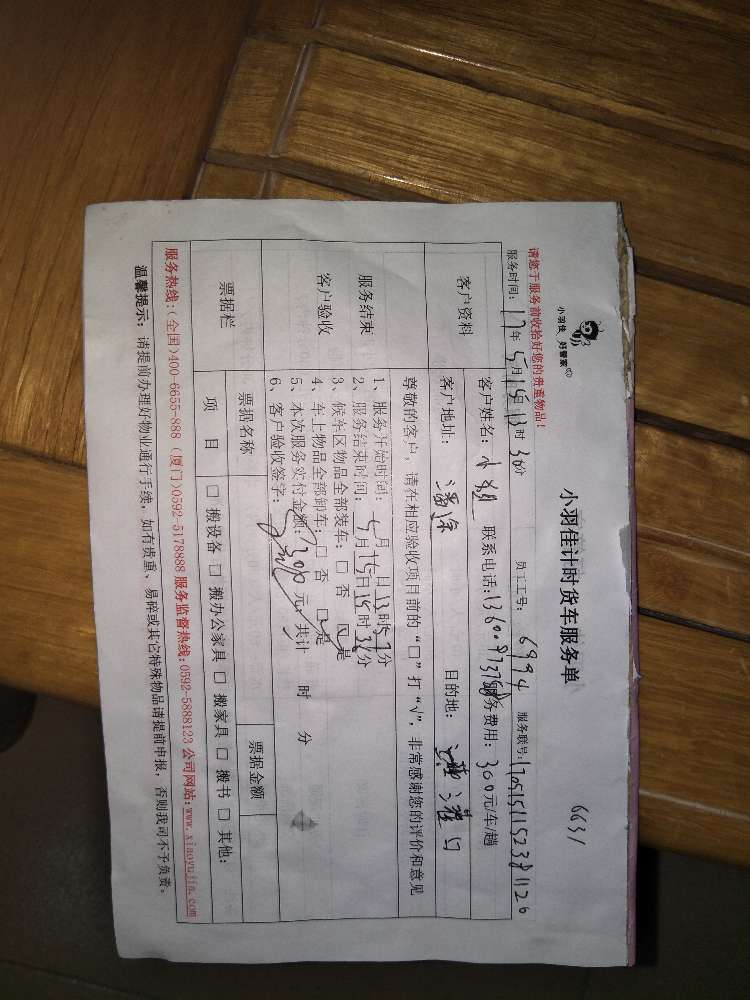 小羽佳 好管家
小羽佳计时货车服务单
6631
请您于服务前收拾好您的贵重物品！
服务时间：17年5月15日13时30分 员工工号：6994 服务联号：
客户资料
客户姓名：小 联系电话： 服务费用：300元/车/趟
客户地址： 目的地：
服务结束
客户验收
尊敬的客户，请在相应验收项目前的“□”打“√”，非常感谢您的评价和意见
1、服务开始时间： 月 日13时57分
2、服务结束时间：5月15日15时38分
3、候车区物品全部装车：□ 否 ☑ 是
4、车上物品全部卸车：□ 否 ☑ 是
5、本次服务实付金额：300元，共计 时 分
6、客户验收签字：
票据栏
票据名称 票据金额
项 目 □ 搬设备 □ 搬办公家具 □ 搬家具 □ 搬书 □ 其他：
服务热线：(全国)400-6655-888 (厦门)0592-5178888 服务监督热线：0592-5888123 公司网站：www.xiaoyujia.com
温馨提示：请提前办理好物业通行手续，如有贵重、易碎或其它特殊物品请提前申报，否则我司不予负责。